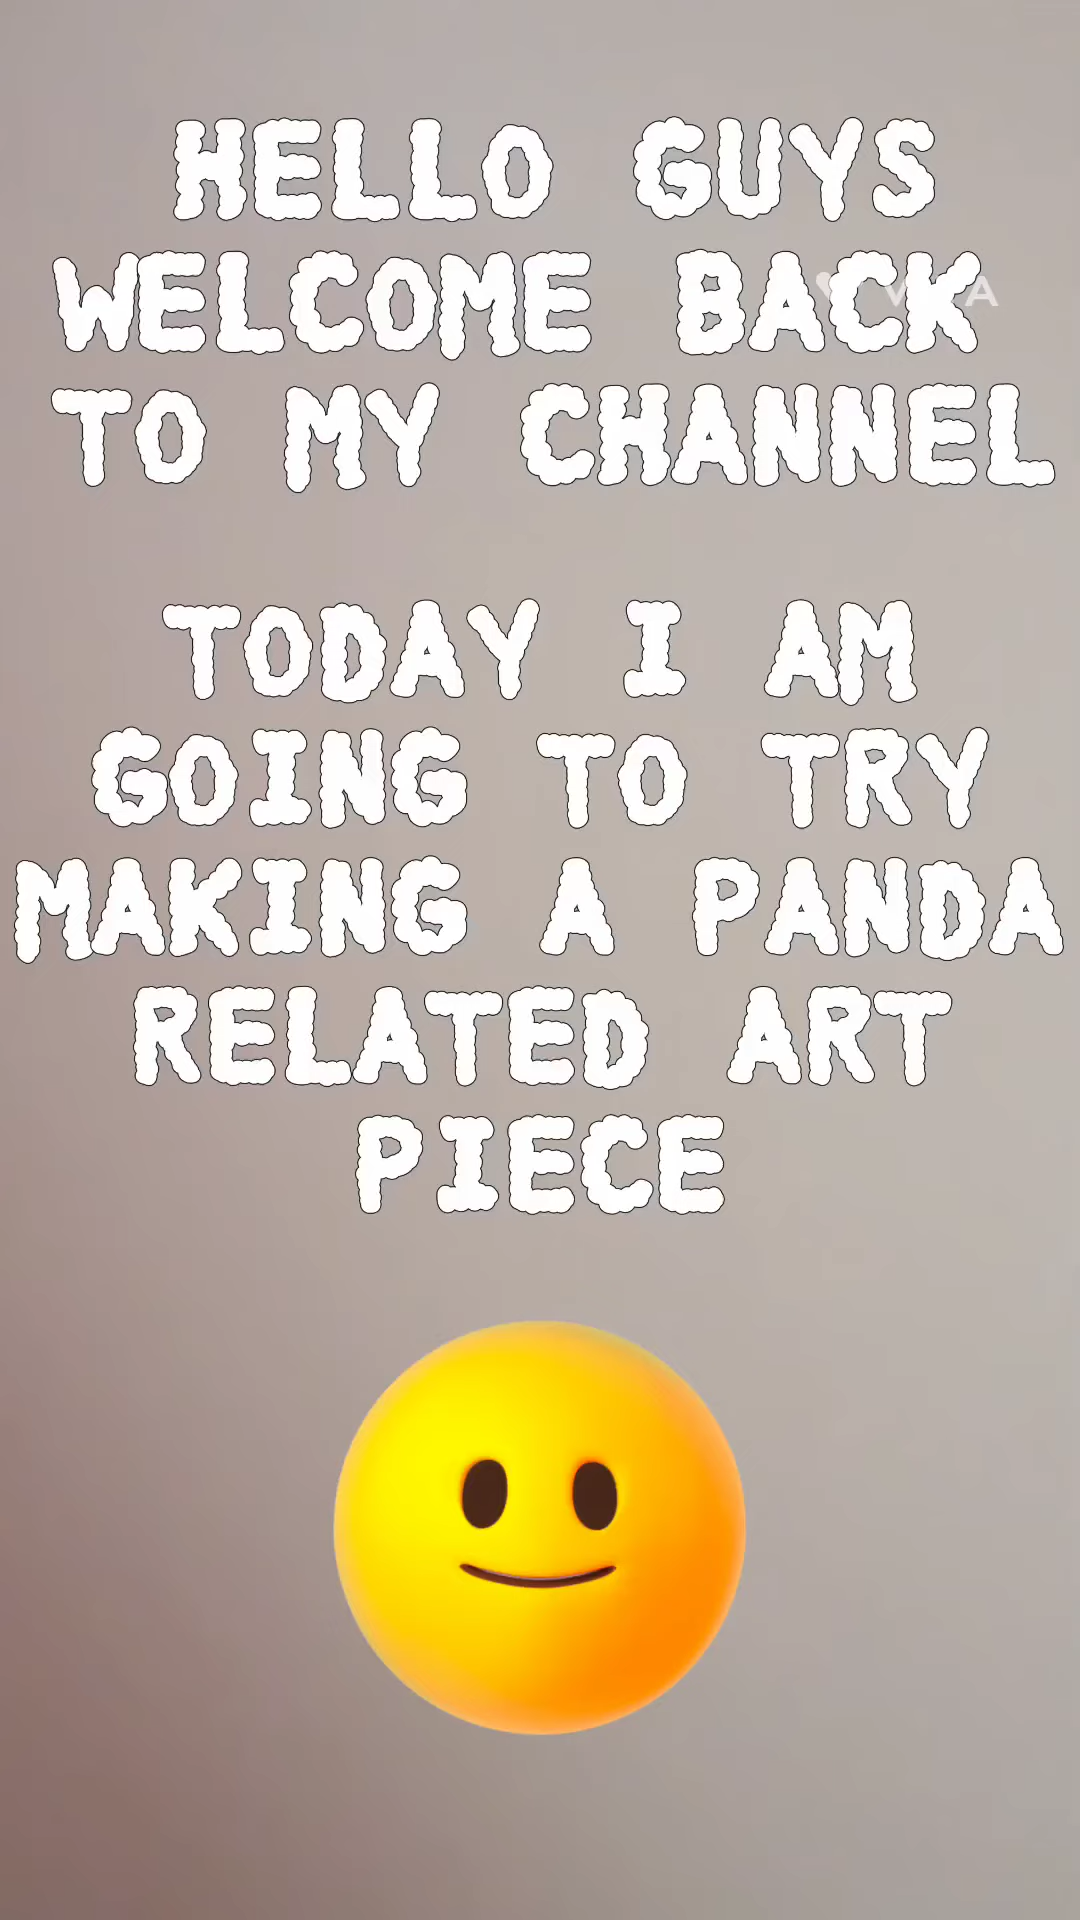 HELLO GUYS
WELCOME BACK
TO MY CHANNEL
TODAY I AM
GOING TO TRY
MAKING A PANDA
RELATED ART
PIECE